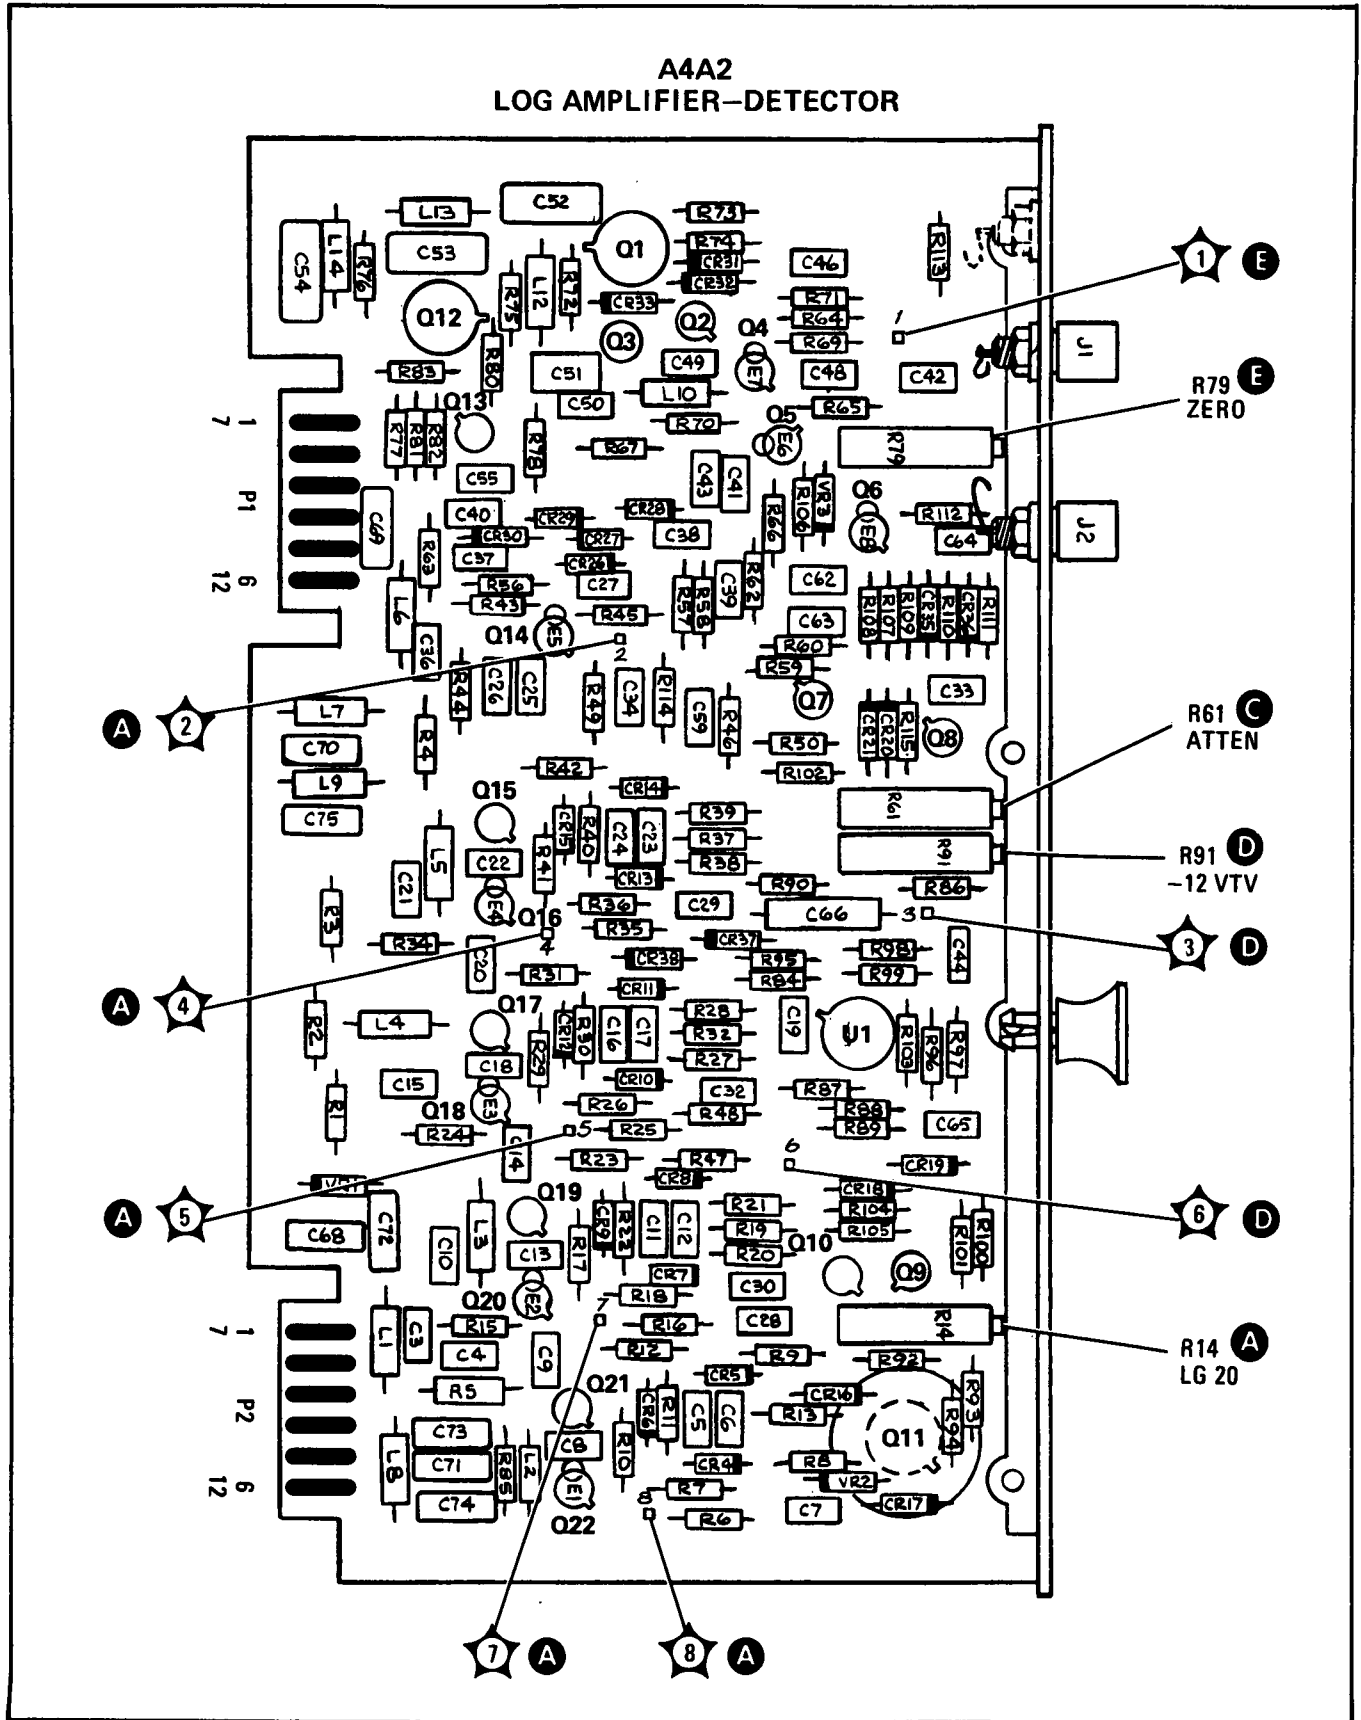 A4A2
LOG AMPLIFIER–DETECTOR
C52
L13
R73
Q1
C53
R74
CR31
CR32
C46
R113
1 E
C54
L14
R76
R75
L12
R72
CR33
Q2
Q4
R71
R64
1
Q12
Q3
R69
J1
R83
R80
C51
C49
E7
C48
C42
R79 E
ZERO
L10
C50
R65
1
7
Q13
R70
Q5
R77
R81
R82
R78
R67
E6
R79
C55
C43
C41
R66
R106
VR3
Q6
P1
C69
C40
CR29
CR28
R112
J2
CR30
CR27
C38
E8
C64
R63
C37
CR26
6
12
R56
C27
R57
R58
C39
R62
C62
R108
R107
R109
CR35
R110
CR36
R111
L6
R43
R45
C63
Q14
E5
2
C36
R60
R59
R44
C26
C25
R49
C34
R114
C59
R46
Q7
C33
A 2
L7
R4
CR21
CR20
R115
Q8
R61 C
ATTEN
C70
R50
L9
R42
R102
CR14
C75
Q15
CR15
R40
C24
C23
R39
R61
R37
L5
C22
R41
R38
R91
R91 D
-12 VTV
C21
CR13
R90
R86
E4
R36
C29
C66
3
R3
Q16
4
R35
R34
C20
CR37
R98
C44
3 D
CR38
R95
R31
R84
R99
A 4
CR11
R2
L4
Q17
CR12
R30
C16
C17
R28
C19
U1
R103
R96
R97
R32
R29
R27
C18
CR10
C15
E3
C32
R87
R1
Q18
R26
R48
R88
R24
5
R25
R89
C65
C14
R23
R47
6
CR19
CR8
CR18
A 5
Q19
C72
L3
CR9
R22
C11
C12
R21
R104
6 D
C68
R19
R105
C10
C13
R17
R20
Q10
R101
R100
CR7
Q9
Q20
E2
R18
C30
1
7
L1
C3
R15
7
R16
C28
R14
R14 A
LG 20
C4
C9
R12
R9
R92
R5
CR5
P2
Q21
CR6
R11
C5
C6
CR16
R93
R13
R94
C73
C8
R10
Q11
L8
C71
R85
L2
CR4
R8
6
12
E1
8
R7
VR2
C74
Q22
R6
C7
CR17
7 A
8 A